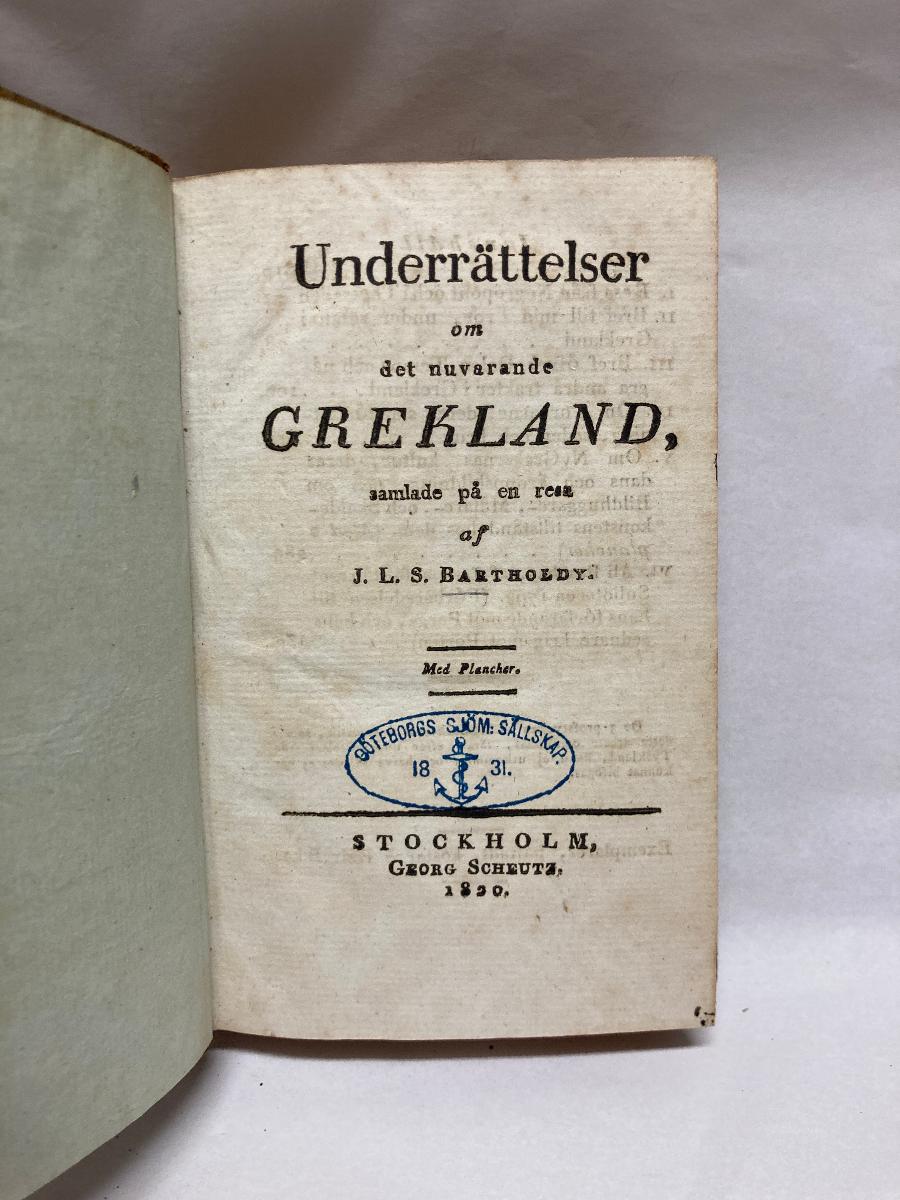 Underrättelser
om
det nuvarande
GREKLAND,
samlade på en resa
af
J. L. S. BARTHOLDY.
Med Plancher.
GÖTEBORGS SJÖM: SÄLLSKAP.
18 31.
STOCKHOLM,
GEORG SCHEUTZ,
1820.